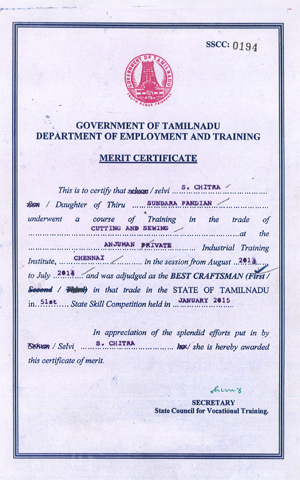 SSCC: 0194
GOVERNMENT OF TAMILNADU
GOVERNMENT OF TAMILNADU
DEPARTMENT OF EMPLOYMENT AND TRAINING
MERIT CERTIFICATE
This is to certify that / selvi S. CHITRA
/ Daughter of Thiru SUNDARA PANDIAN
underwent a course of Training in the trade of
CUTTING AND SEWING at the
ANJUMAN PRIVATE Industrial Training
Institute, CHENNAI in the session from August
to July and was adjudged as the BEST CRAFTSMAN (First /
Second / Third) in that trade in the STATE OF TAMILNADU
in 51st State Skill Competition held in JANUARY 2015
In appreciation of the splendid efforts put in by
/ Selvi S. CHITRA he/ she is hereby awarded
this certificate of merit.
SECRETARY
State Council for Vocational Training.